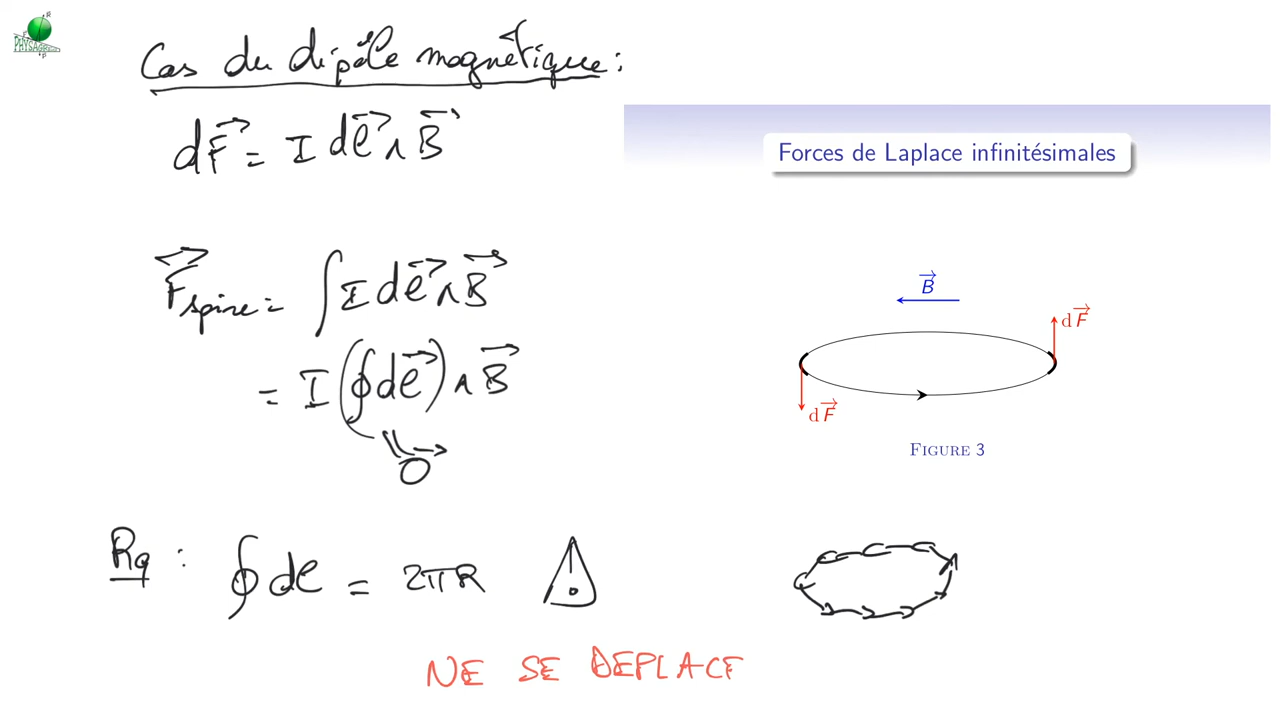 Cas du dipôle magnétique :
dF⃗ = I dℓ⃗ ∧ B⃗
F⃗spire = ∫ I dℓ⃗ ∧ B⃗
= I (∮ dℓ⃗) ∧ B⃗
0⃗
Rq : ∮ dℓ = 2πR
NE SE DEPLACE
Forces de Laplace infinitésimales
B⃗
dF⃗
dF⃗
Figure 3